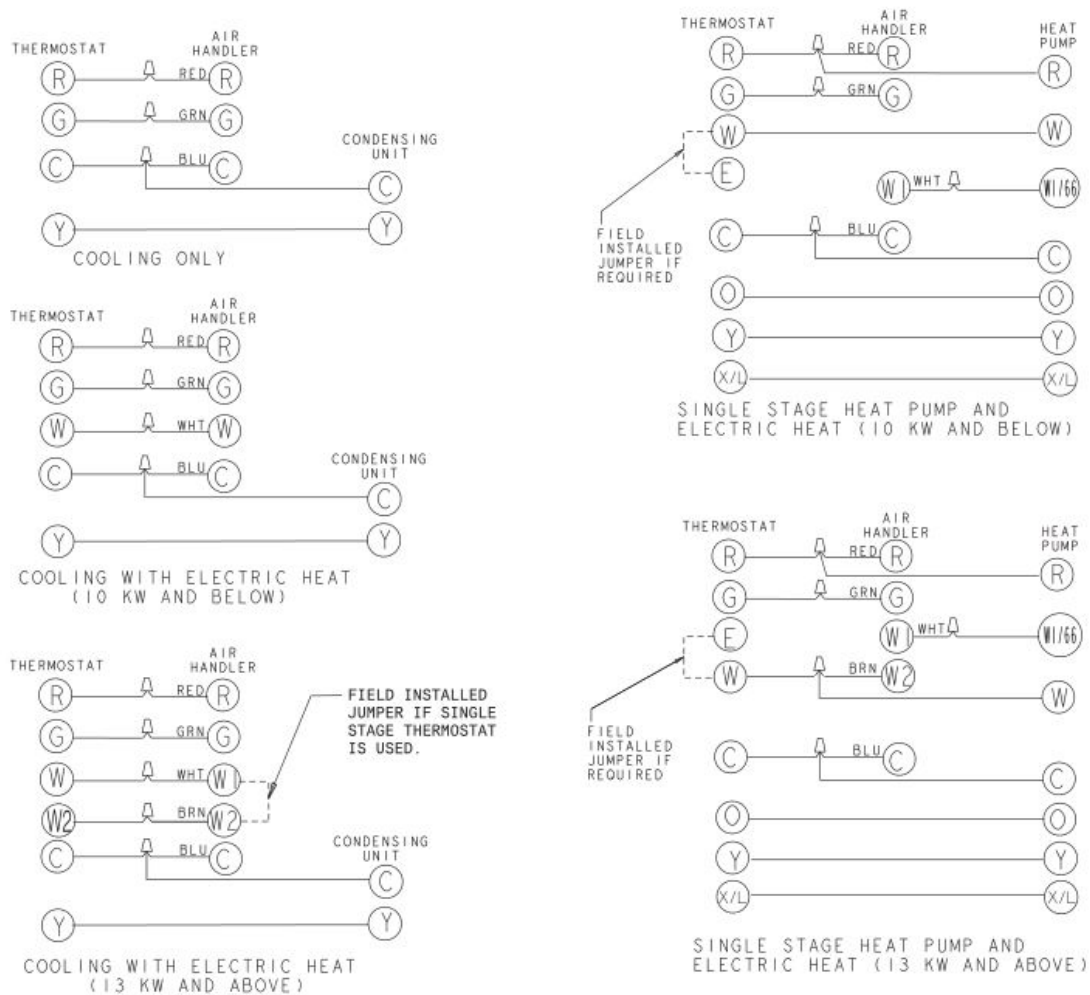 THERMOSTAT
AIR
HANDLER
R RED R
G GRN G
CONDENSING
UNIT
C BLU C
C
Y Y
COOLING ONLY
THERMOSTAT
AIR
HANDLER
R RED R
G GRN G
W WHT W
CONDENSING
UNIT
C BLU C
C
Y Y
COOLING WITH ELECTRIC HEAT
(10 KW AND BELOW)
THERMOSTAT
AIR
HANDLER
R RED R
G GRN G
W WHT W1
W2 BRN W2
FIELD INSTALLED
JUMPER IF SINGLE
STAGE THERMOSTAT
IS USED.
CONDENSING
UNIT
C BLU C
C
Y Y
COOLING WITH ELECTRIC HEAT
(13 KW AND ABOVE)
THERMOSTAT
AIR
HANDLER
HEAT
PUMP
R RED R
R
G GRN G
W W
E
W1 WHT W1/66
FIELD
INSTALLED
JUMPER IF
REQUIRED
C BLU C
C
O O
Y Y
X/L X/L
SINGLE STAGE HEAT PUMP AND
ELECTRIC HEAT (10 KW AND BELOW)
THERMOSTAT
AIR
HANDLER
HEAT
PUMP
R RED R
R
G GRN G
E
W1 WHT W1/66
W BRN W2
W
FIELD
INSTALLED
JUMPER IF
REQUIRED
C BLU C
C
O O
Y Y
X/L X/L
SINGLE STAGE HEAT PUMP AND
ELECTRIC HEAT (13 KW AND ABOVE)